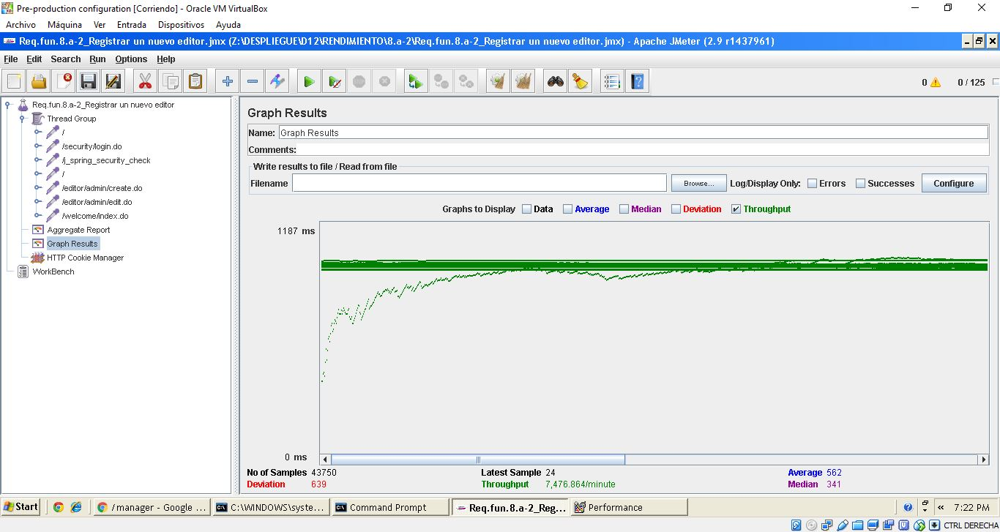 Pre-production configuration [Corriendo] - Oracle VM VirtualBox
Archivo Máquina Ver Entrada Dispositivos Ayuda
Req.fun.8.a-2_Registrar un nuevo editor.jmx (Z:\DESPLIEGUE\D12\RENDIMIENTO\8.a-2\Req.fun.8.a-2_Registrar un nuevo editor.jmx) - Apache JMeter (2.9 r1437961)
File Edit Search Run Options Help
0 0 / 125
Req.fun.8.a-2_Registrar un nuevo editor
Thread Group
/
/security/login.do
/j_spring_security_check
/
/editor/admin/create.do
/editor/admin/edit.do
/welcome/index.do
Aggregate Report
Graph Results
HTTP Cookie Manager
WorkBench
Graph Results
Name: Graph Results
Comments:
Write results to file / Read from file
Filename Browse... Log/Display Only: Errors Successes Configure
Graphs to Display Data Average Median Deviation Throughput
1187 ms
0 ms
No of Samples 43750 Latest Sample 24 Average 562
Deviation 639 Throughput 7,476.864/minute Median 341
Start / manager - Google ... C:\WINDOWS\syste... Command Prompt Req.fun.8.a-2_Reg... Performance « 7:22 PM
CTRL DERECHA